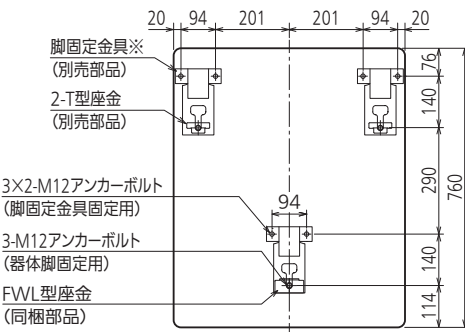 20 94 201 201 94 20
脚固定金具※
(別売部品)
2-T型座金
(別売部品)
3×2-M12アンカーボルト
(脚固定金具固定用)
3-M12アンカーボルト
(器体脚固定用)
FWL型座金
(同梱部品)
94
76
140
290
140
114
760